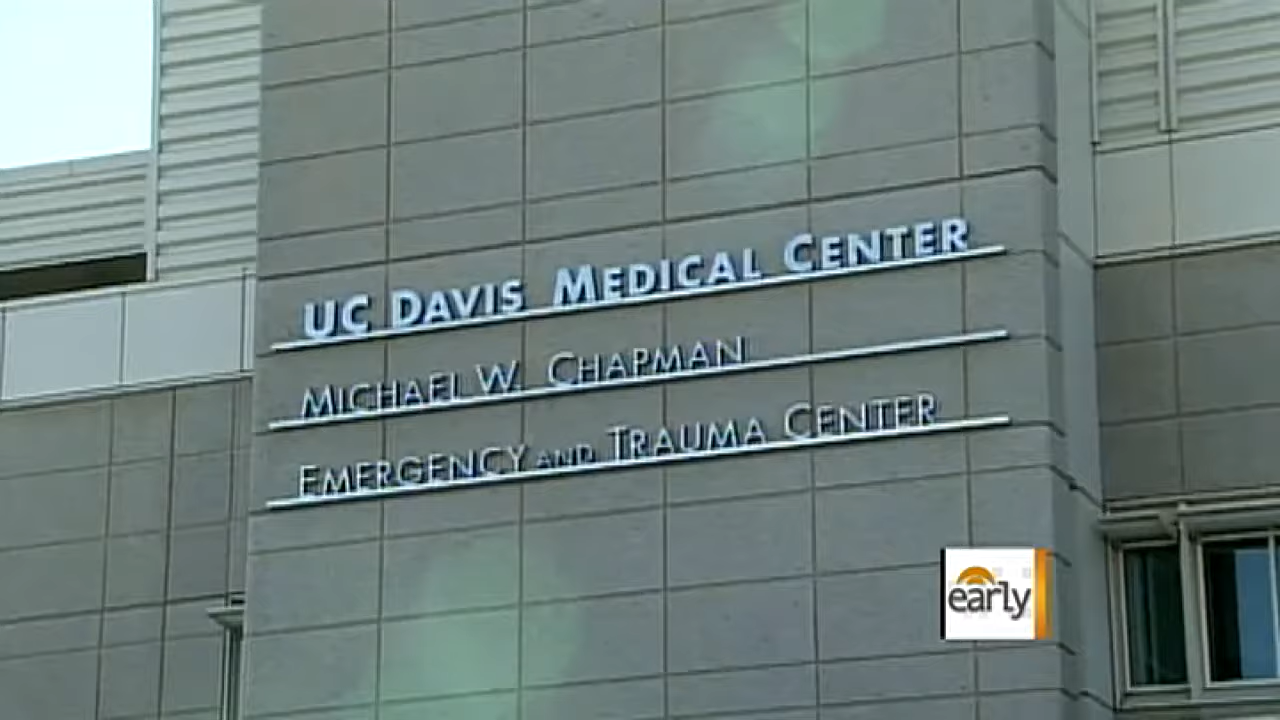 UC DAVIS MEDICAL CENTER
MICHAEL W. CHAPMAN
EMERGENCY AND TRAUMA CENTER
early